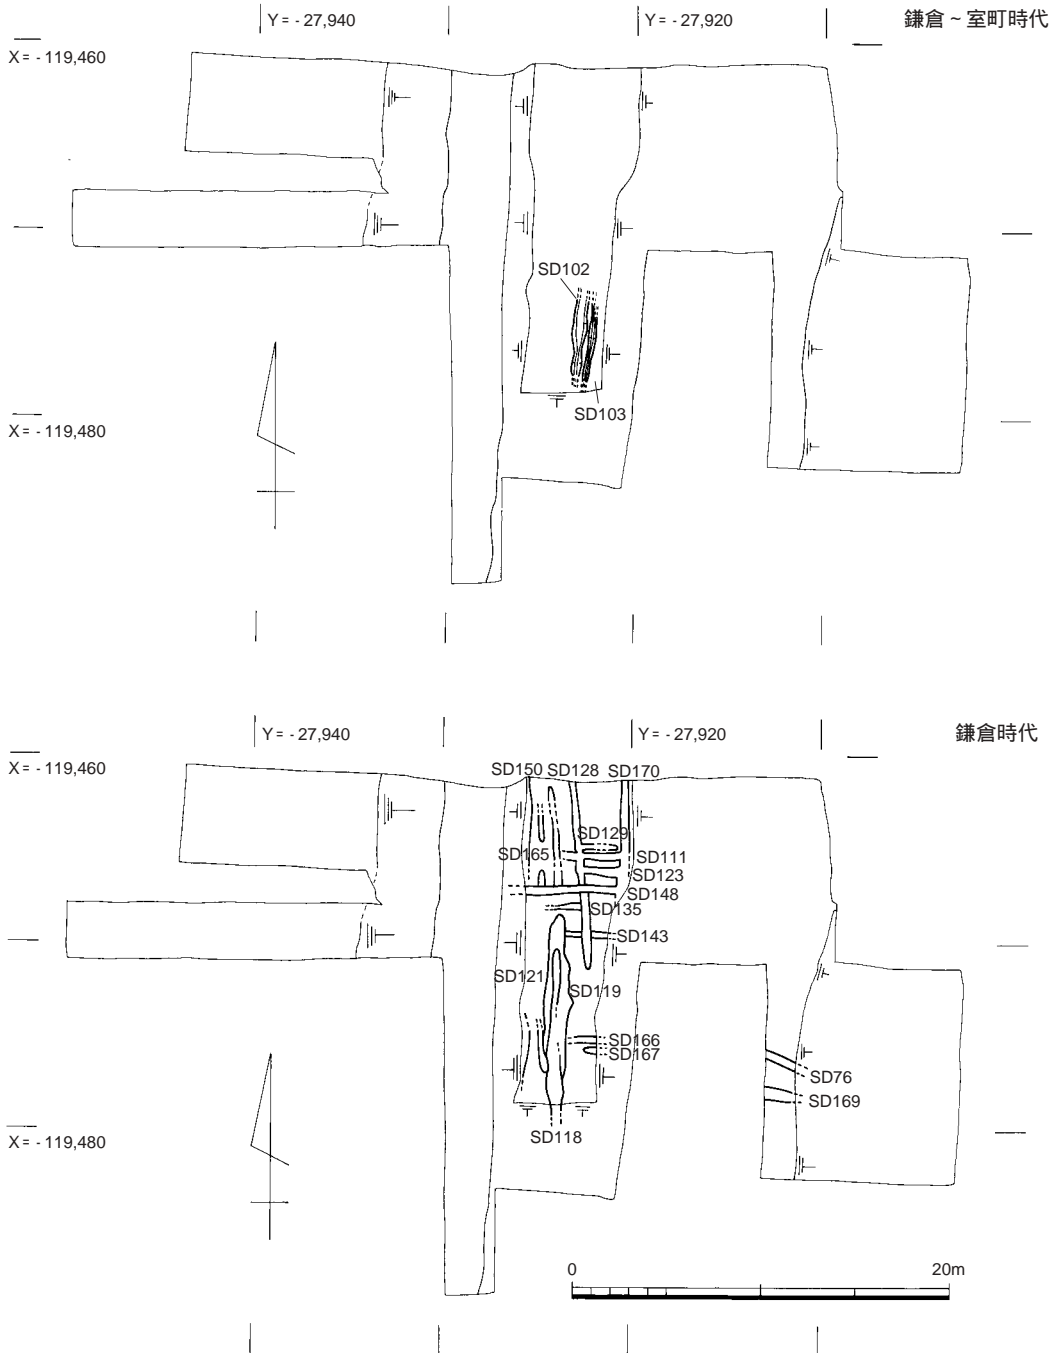 Y = - 27,940
Y = - 27,920
鎌倉 ~ 室町時代
X = - 119,460
SD102
SD103
X = - 119,480
Y = - 27,940
Y = - 27,920
鎌倉時代
X = - 119,460
SD150 SD128 SD170
SD129
SD165
SD111
SD123
SD148
SD135
SD143
SD121
SD119
SD166
SD167
SD76
SD169
SD118
X = - 119,480
0
20m